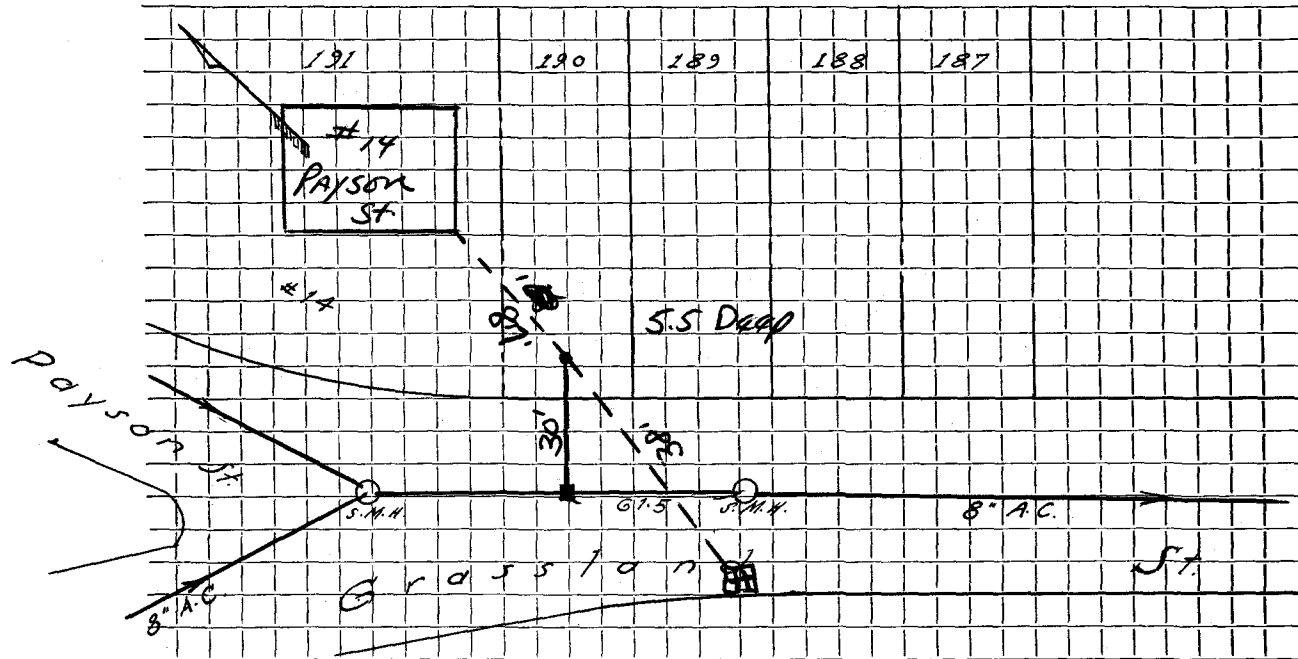 191 190 189 188 187
#14
PAYSON
St
#14
5.5 Deep
30'
Payson St.
S.M.H. 61.5 S.M.H. 8" A.C.
Grassland St.
8" A.C.